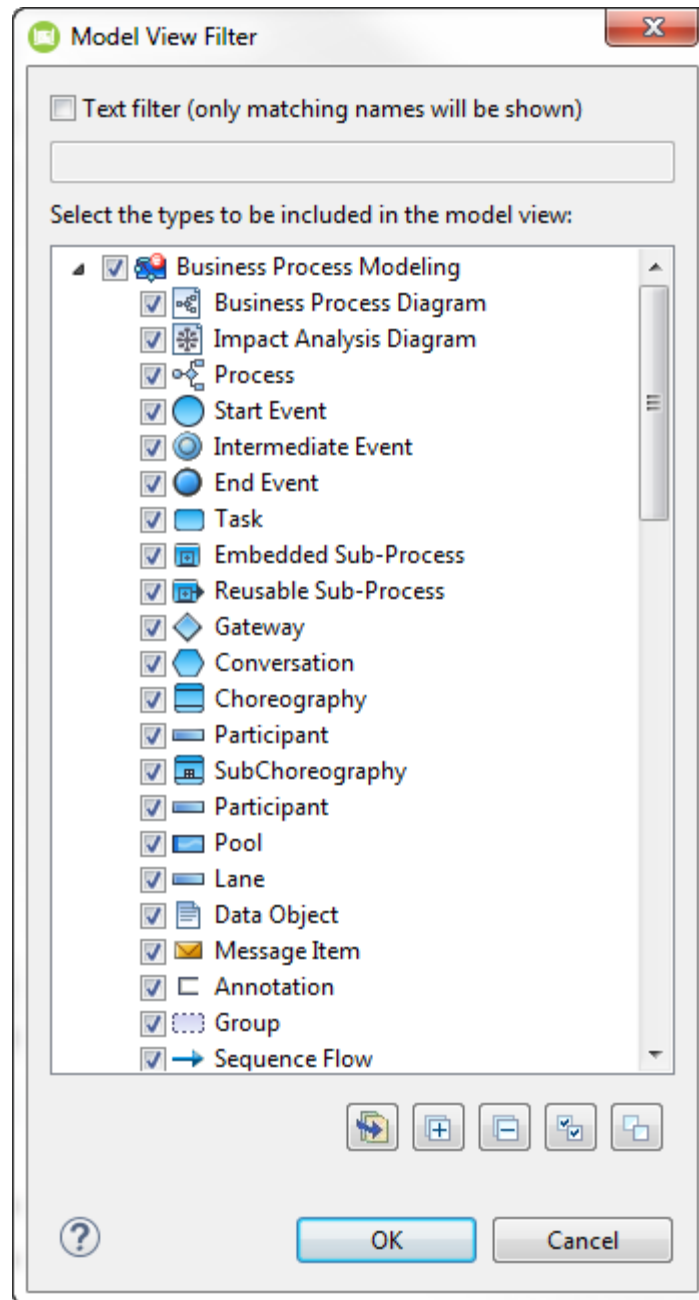 Model View Filter
Text filter (only matching names will be shown)
Select the types to be included in the model view:
Business Process Modeling
Business Process Diagram
Impact Analysis Diagram
Process
Start Event
Intermediate Event
End Event
Task
Embedded Sub-Process
Reusable Sub-Process
Gateway
Conversation
Choreography
Participant
SubChoreography
Participant
Pool
Lane
Data Object
Message Item
Annotation
Group
Sequence Flow
OK Cancel